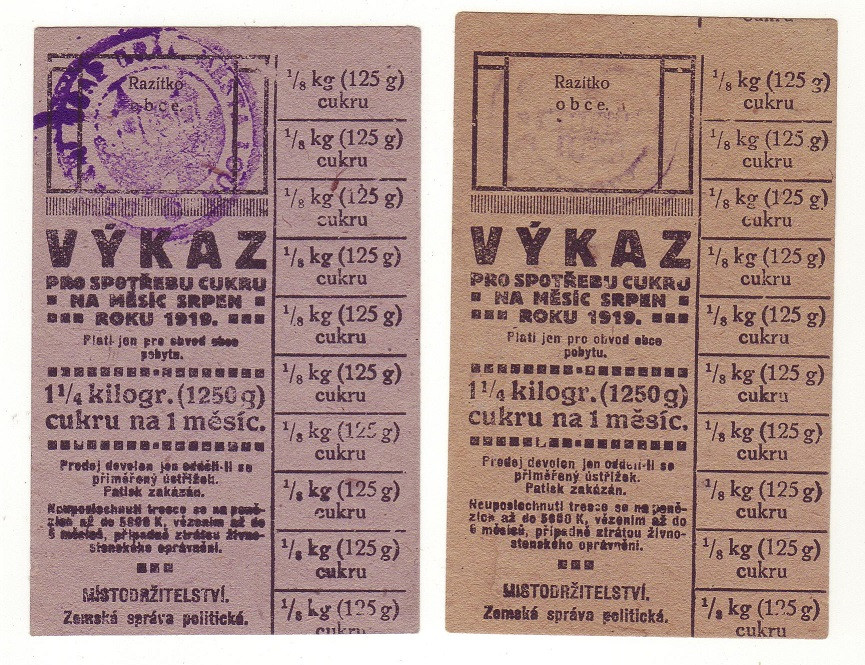 Razítko
obce.
VÝKAZ
PRO SPOTŘEBU CUKRU
NA MĚSÍC SRPEN
ROKU 1919.
Platí jen pro obvod obce
pobytu.
1 1/4 kilogr. (1250 g)
cukru na 1 měsíc.
Prodej dovolen jen oddělí-li se
přiměřený ústřižek.
Patisk zakázán.
Neuposlechnutí tresce se na peně-
zích až do 5000 K, vězením až do
6 měsíců, případně ztrátou živno-
stenského oprávnění.
MÍSTODRŽITELSTVÍ.
Zemská správa politická.
1/8 kg (125 g)
cukru
1/8 kg (125 g)
cukru
1/8 kg (125 g)
cukru
1/8 kg (125 g)
cukru
1/8 kg (125 g)
cukru
1/8 kg (125 g)
cukru
1/8 kg (125 g)
cukru
1/8 kg (125 g)
cukru
1/8 kg (125 g)
cukru
1/8 kg (125 g)
cukru
Razítko
obce.
VÝKAZ
PRO SPOTŘEBU CUKRU
NA MĚSÍC SRPEN
ROKU 1919.
Platí jen pro obvod obce
pobytu.
1 1/4 kilogr. (1250 g)
cukru na 1 měsíc.
Prodej dovolen jen oddělí-li se
přiměřený ústřižek.
Patisk zakázán.
Neuposlechnutí tresce se na peně-
zích až do 5000 K, vězením až do
6 měsíců, případně ztrátou živno-
stenského oprávnění.
MÍSTODRŽITELSTVÍ.
Zemská správa politická.
cukru
1/8 kg (125 g)
cukru
1/8 kg (125 g)
cukru
1/8 kg (125 g)
cukru
1/8 kg (125 g)
cukru
1/8 kg (125 g)
cukru
1/8 kg (125 g)
cukru
1/8 kg (125 g)
cukru
1/8 kg (125 g)
cukru
1/8 kg (125 g)
cukru
1/8 kg (125 g)
cukru